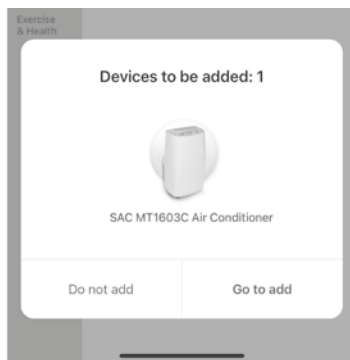 Exercise
& Health
Devices to be added: 1
SAC MT1603C Air Conditioner
Do not add
Go to add